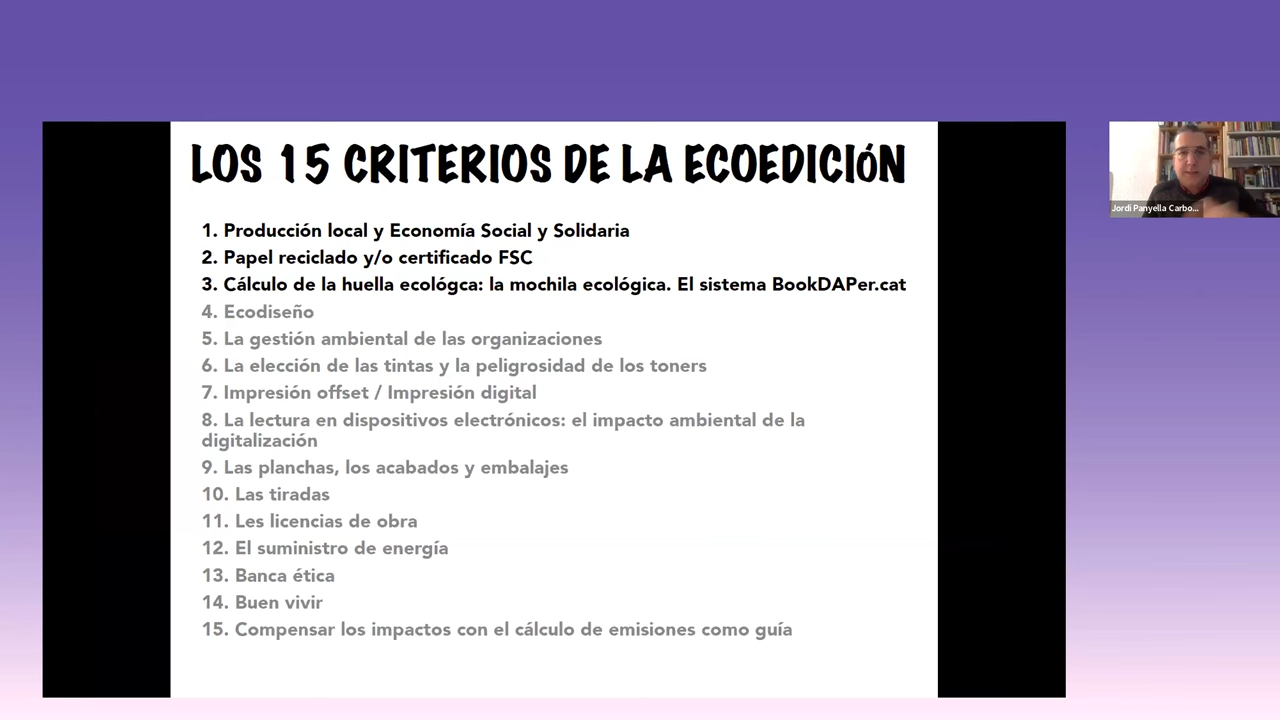 LOS 15 CRITERIOS DE LA ECOEDICIóN
1. Producción local y Economía Social y Solidaria
2. Papel reciclado y/o certificado FSC
3. Cálculo de la huella ecológca: la mochila ecológica. El sistema BookDAPer.cat
4. Ecodiseño
5. La gestión ambiental de las organizaciones
6. La elección de las tintas y la peligrosidad de los toners
7. Impresión offset / Impresión digital
8. La lectura en dispositivos electrónicos: el impacto ambiental de la
digitalización
9. Las planchas, los acabados y embalajes
10. Las tiradas
11. Les licencias de obra
12. El suministro de energía
13. Banca ética
14. Buen vivir
15. Compensar los impactos con el cálculo de emisiones como guía
Jordi Panyella Carbo...